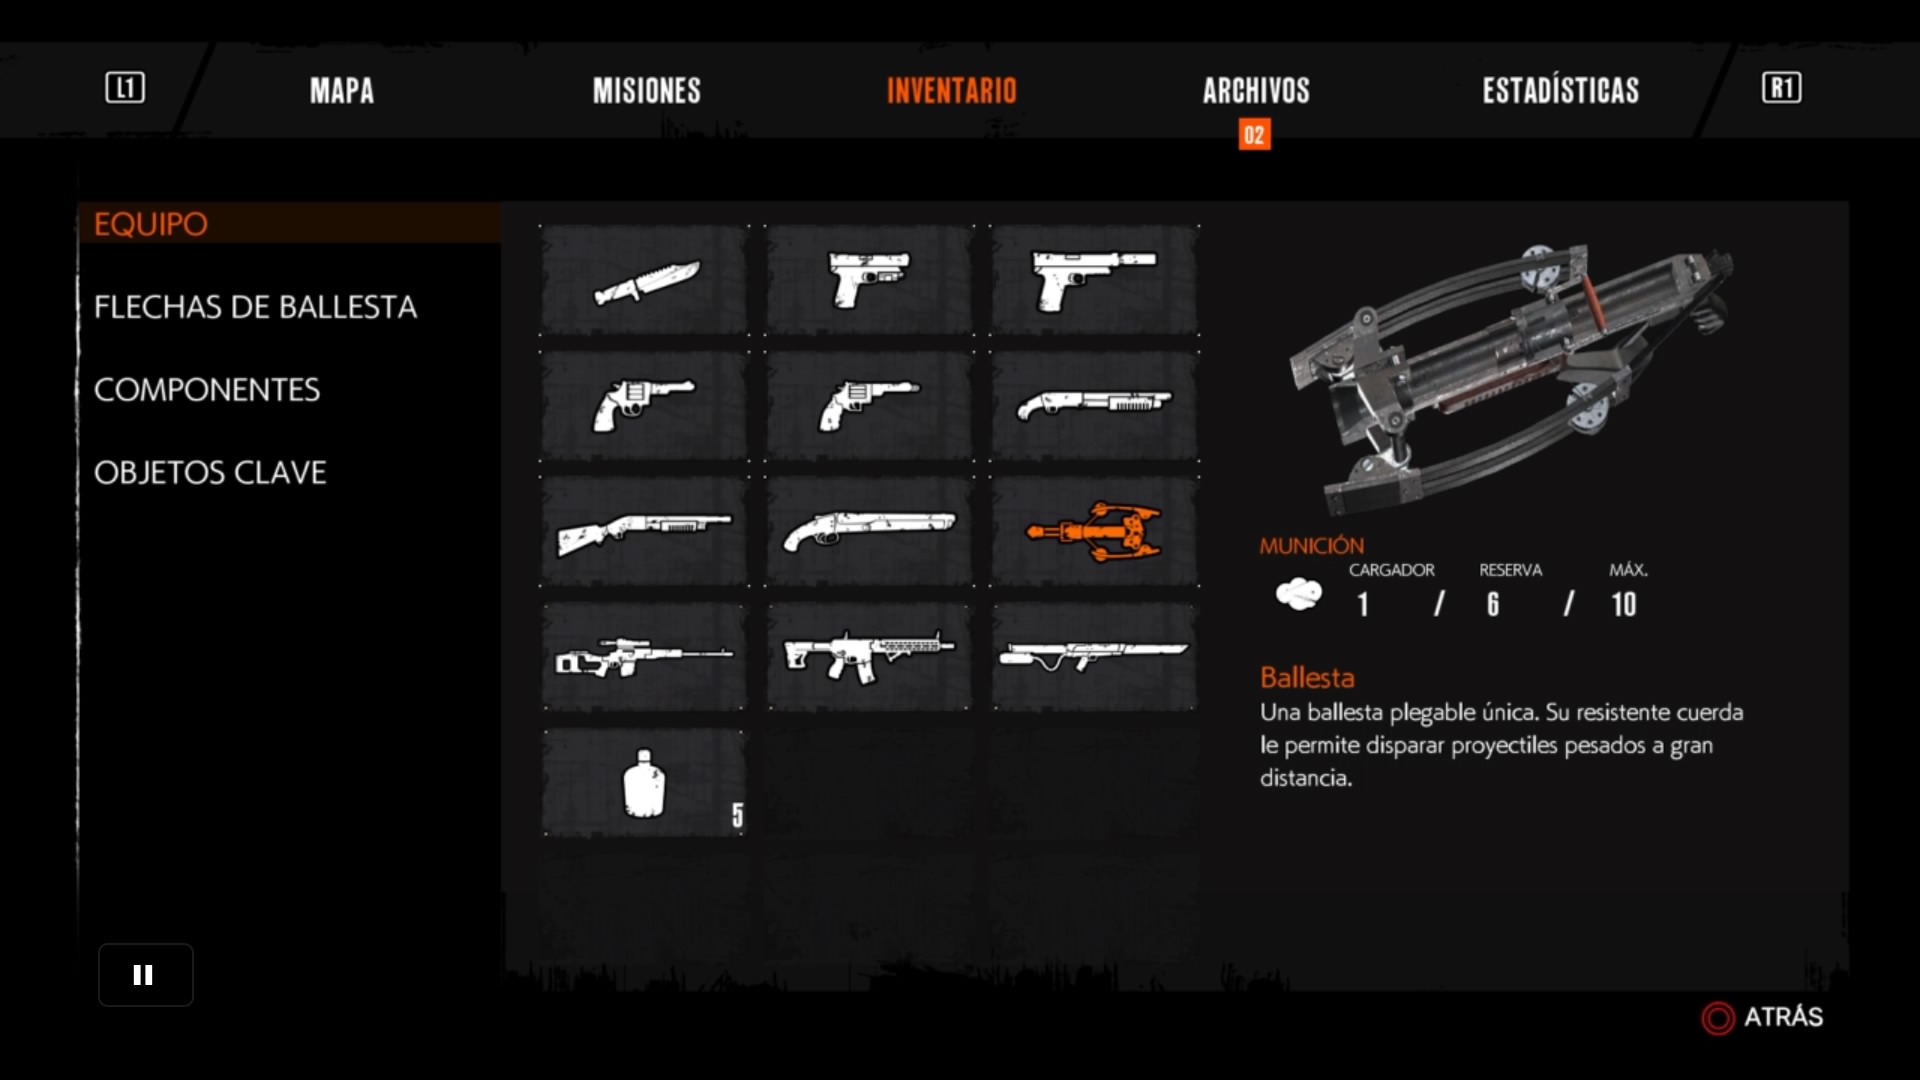 L1
MAPA
MISIONES
INVENTARIO
ARCHIVOS
ESTADÍSTICAS
R1
02
EQUIPO
FLECHAS DE BALLESTA
COMPONENTES
OBJETOS CLAVE
5
MUNICIÓN
CARGADOR RESERVA MÁX.
1 / 6 / 10
Ballesta
Una ballesta plegable única. Su resistente cuerda
le permite disparar proyectiles pesados a gran
distancia.
ATRÁS